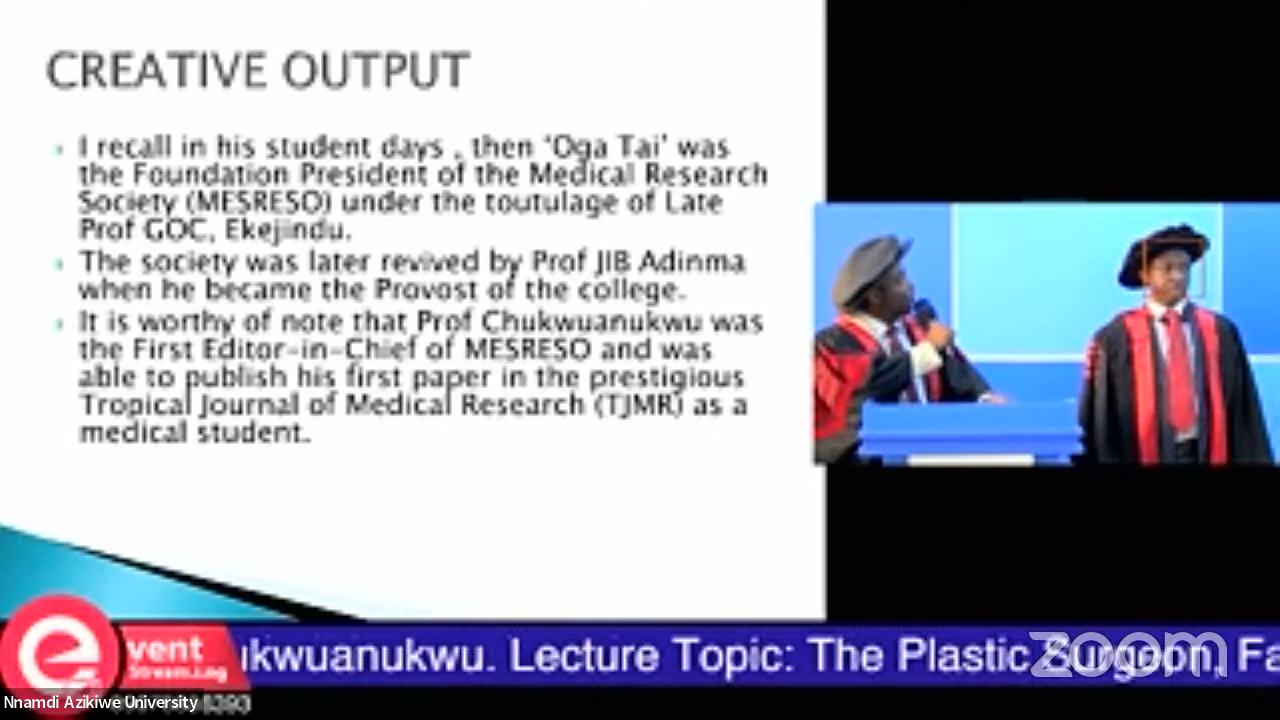 CREATIVE OUTPUT
I recall in his student days , then ‘Oga Tai’ was
the Foundation President of the Medical Research
Society (MESRESO) under the toutulage of Late
Prof GOC, Ekejindu.
The society was later revived by Prof JIB Adinma
when he became the Provost of the college.
It is worthy of note that Prof Chukwuanukwu was
the First Editor-in-Chief of MESRESO and was
able to publish his first paper in the prestigious
Tropical Journal of Medical Research (TJMR) as a
medical student.
e vent
Streaming
ukwuanukwu. Lecture Topic: The Plastic Surgeon, Fa
zoom
Nnamdi Azikiwe University